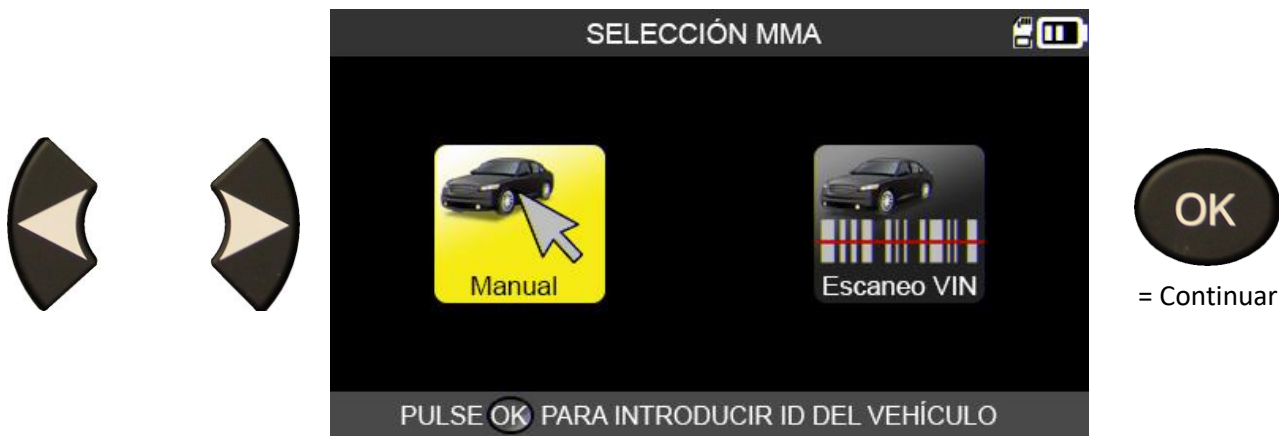 SELECCIÓN MMA
Manual
Escaneo VIN
OK
= Continuar
PULSE OK PARA INTRODUCIR ID DEL VEHÍCULO